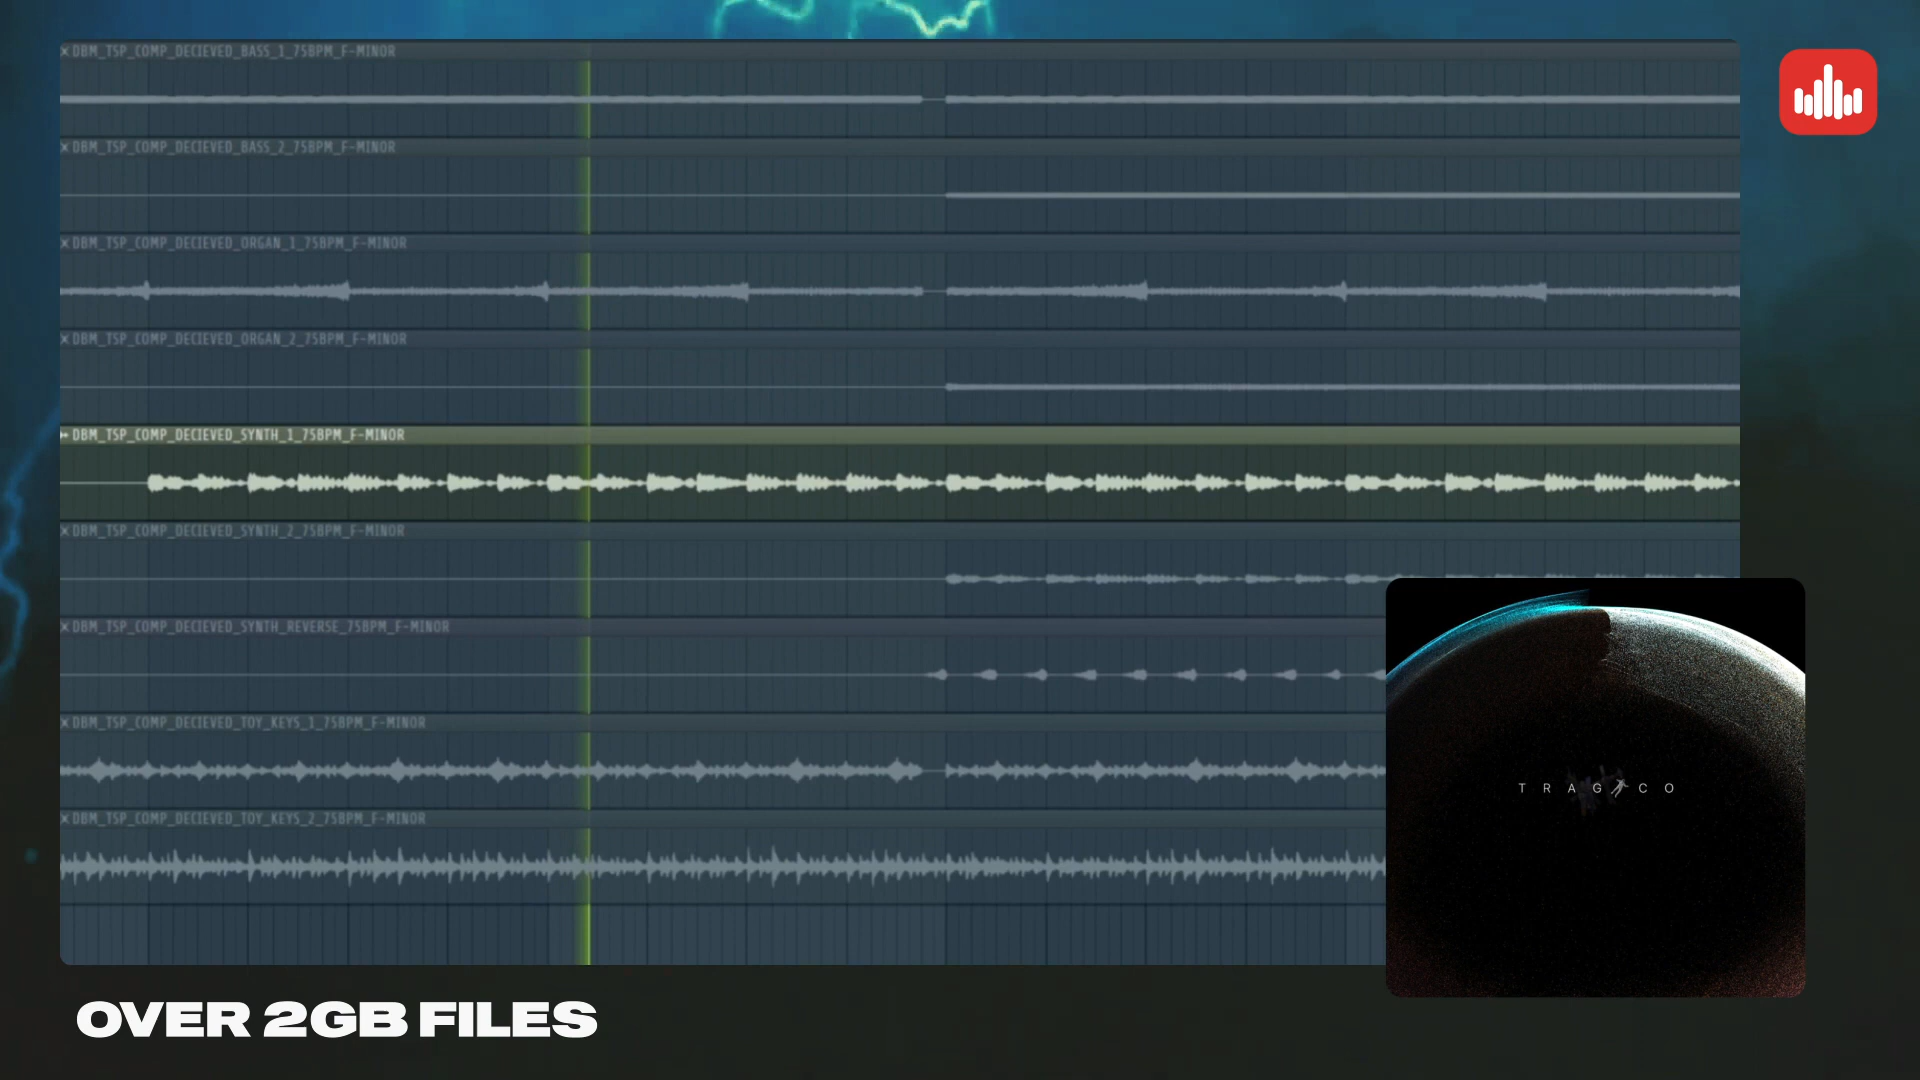 DBM_TSP_COMP_DECIEVED_BASS_1_75BPM_F-MINOR
DBM_TSP_COMP_DECIEVED_BASS_2_75BPM_F-MINOR
DBM_TSP_COMP_DECIEVED_ORGAN_1_75BPM_F-MINOR
DBM_TSP_COMP_DECIEVED_ORGAN_2_75BPM_F-MINOR
DBM_TSP_COMP_DECIEVED_SYNTH_1_75BPM_F-MINOR
DBM_TSP_COMP_DECIEVED_SYNTH_2_75BPM_F-MINOR
DBM_TSP_COMP_DECIEVED_SYNTH_REVERSE_75BPM_F-MINOR
DBM_TSP_COMP_DECIEVED_TOY_KEYS_1_75BPM_F-MINOR
DBM_TSP_COMP_DECIEVED_TOY_KEYS_2_75BPM_F-MINOR
TRAGICO
OVER 2GB FILES